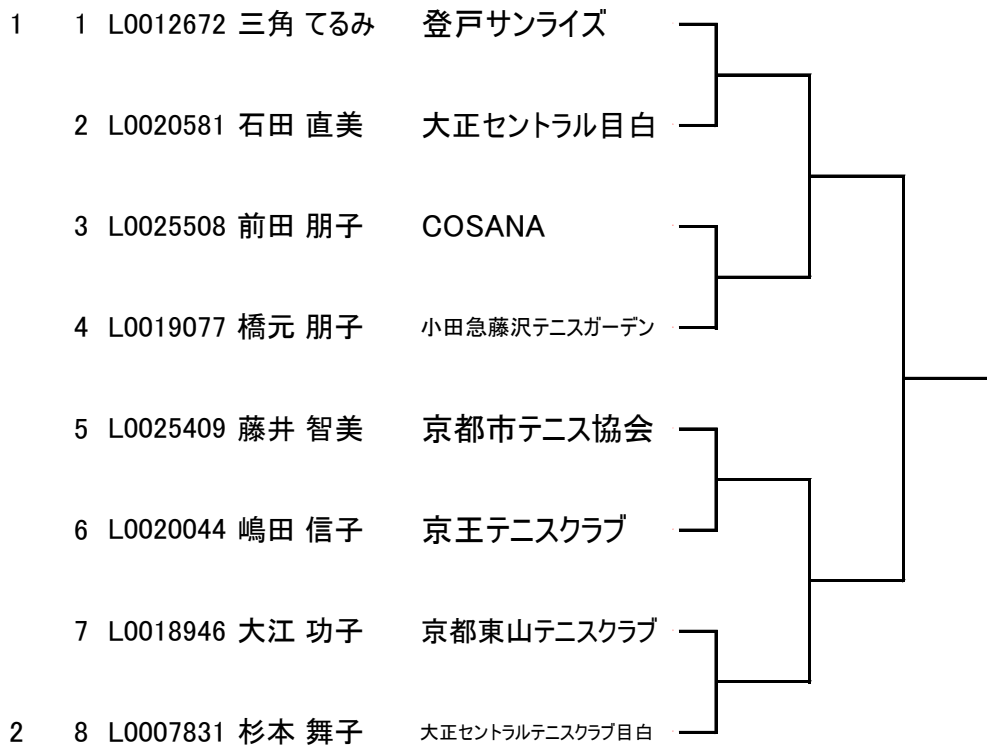 1 1 L0012672 三角 てるみ 登戸サンライズ
2 L0020581 石田 直美 大正セントラル目白
3 L0025508 前田 朋子 COSANA
4 L0019077 橋元 朋子 小田急藤沢テニスガーデン
5 L0025409 藤井 智美 京都市テニス協会
6 L0020044 嶋田 信子 京王テニスクラブ
7 L0018946 大江 功子 京都東山テニスクラブ
2 8 L0007831 杉本 舞子 大正セントラルテニスクラブ目白